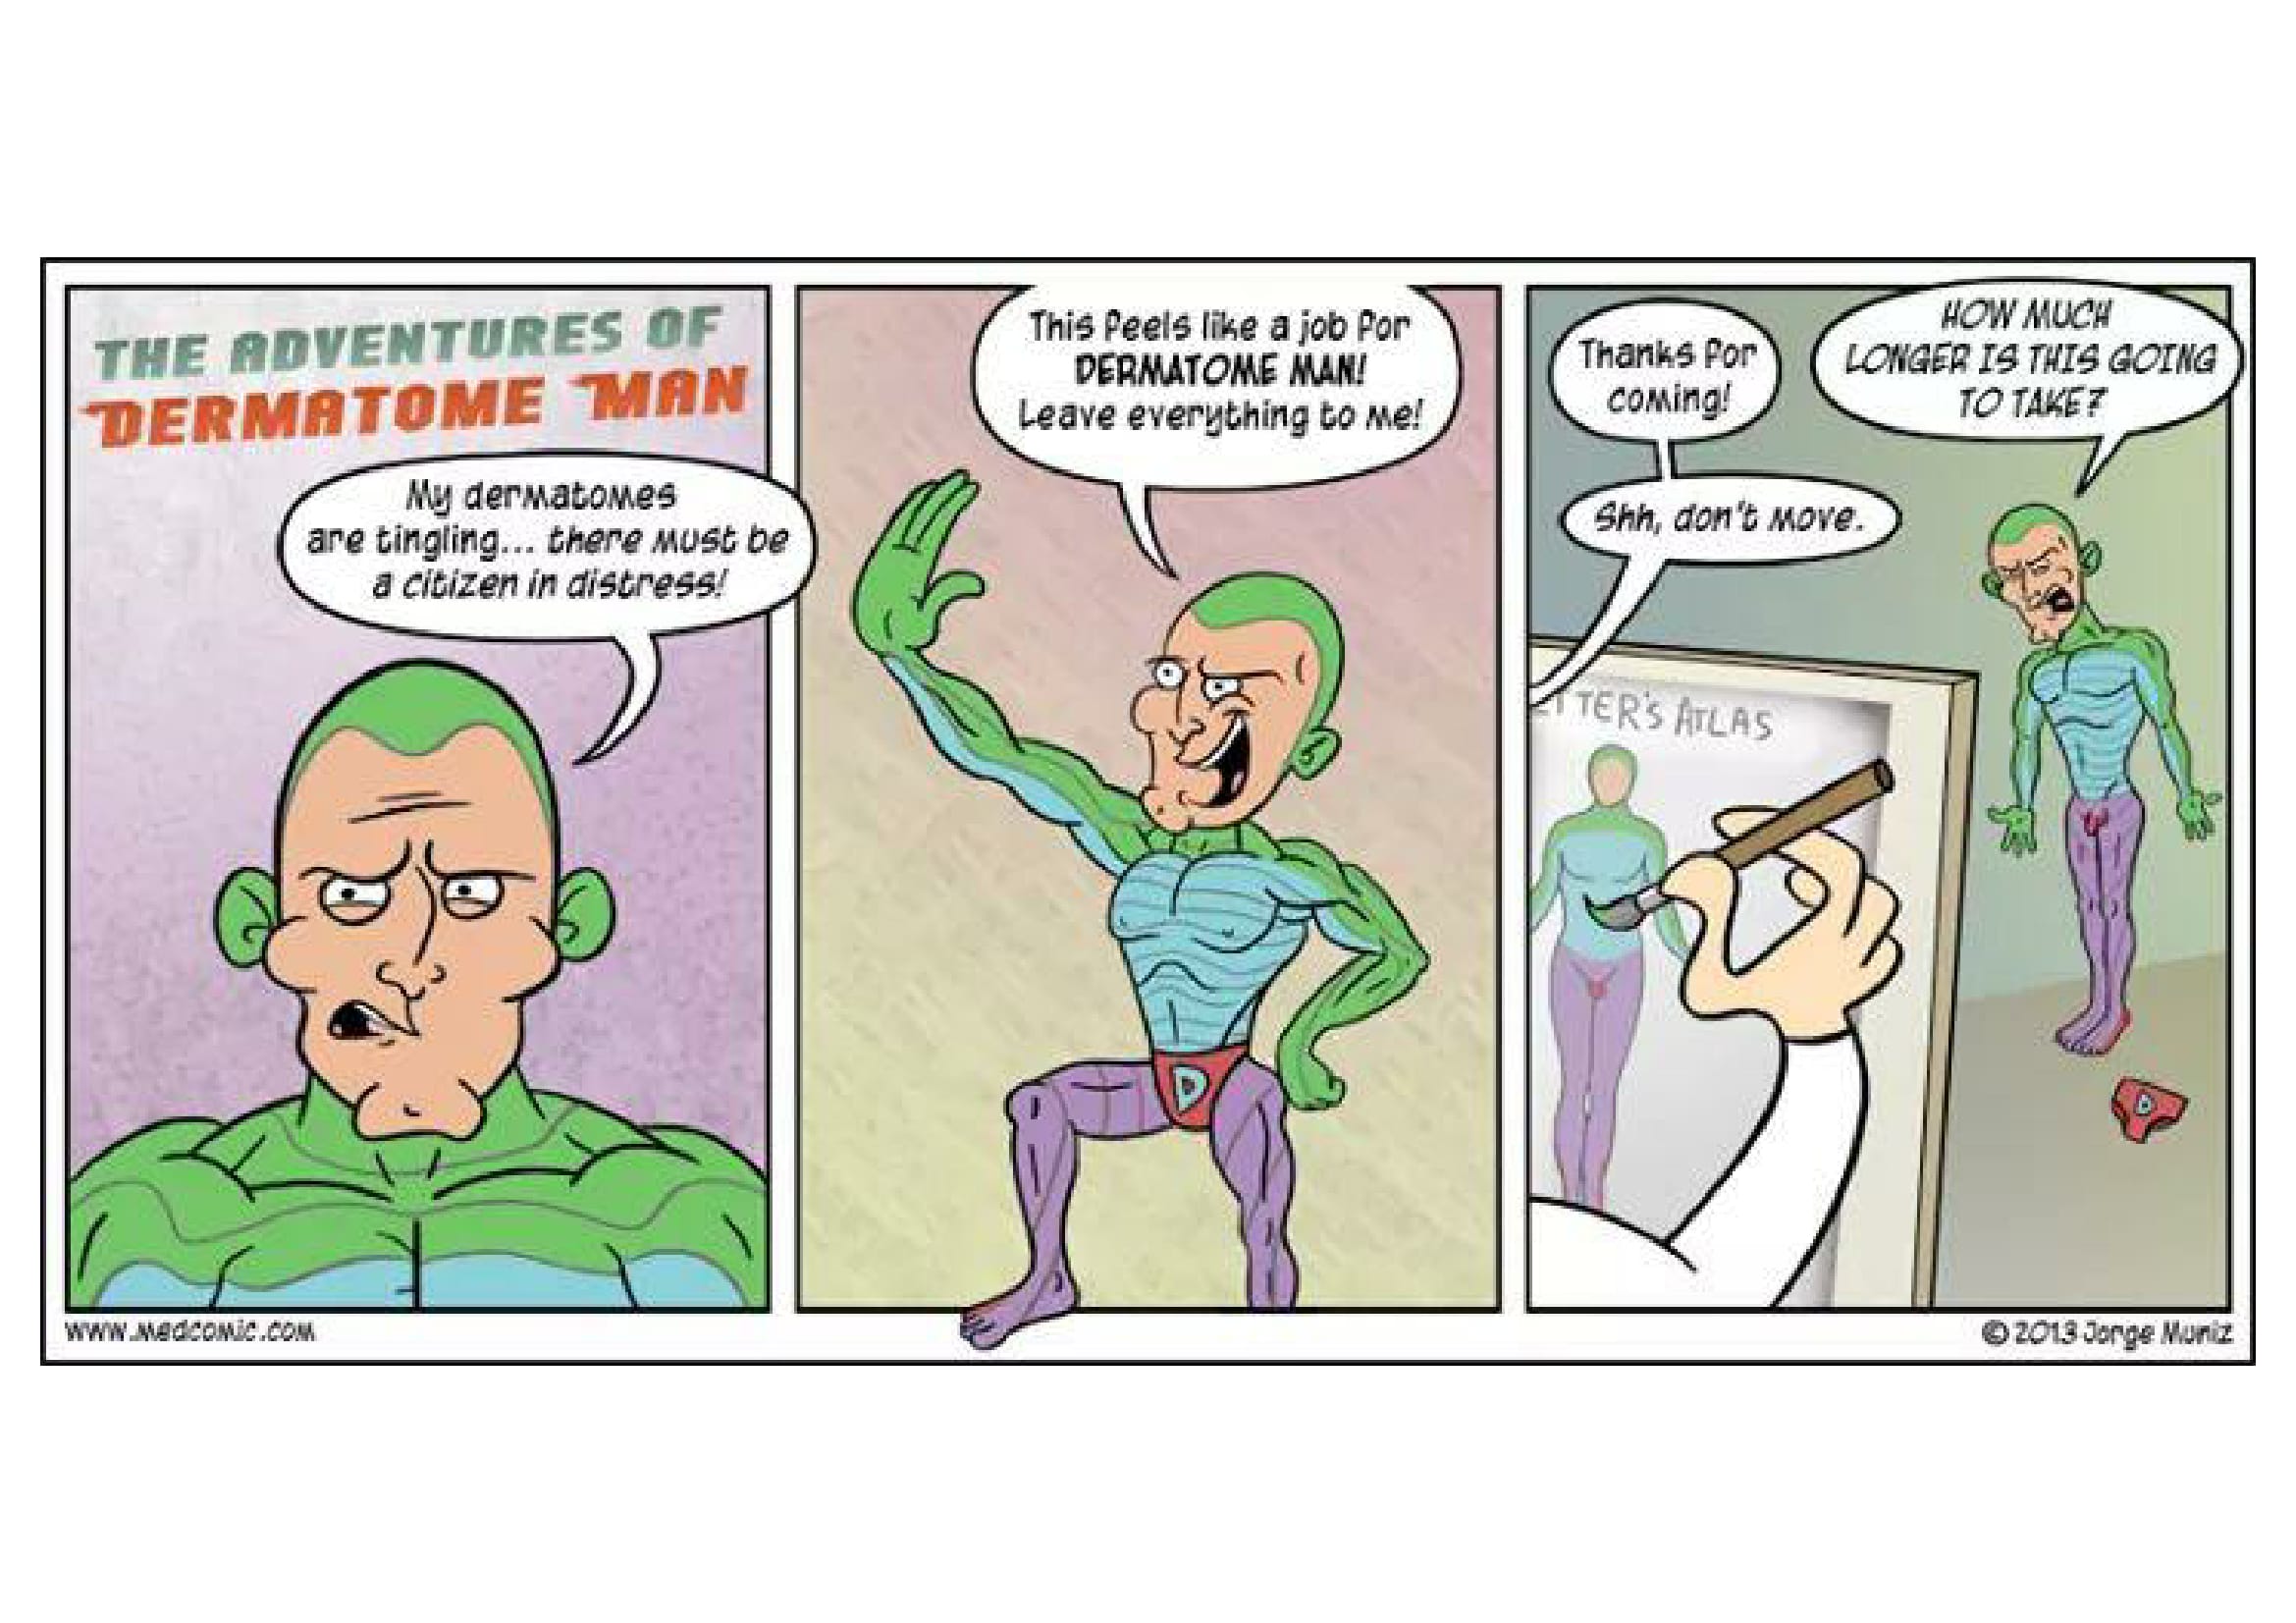 THE ADVENTURES OF
DERMATOME MAN
My dermatomes
are tingling... there must be
a citizen in distress!
This feels like a job for
DERMATOME MAN!
Leave everything to me!
D
Thanks for
coming!
Shh, don't move.
HOW MUCH
LONGER IS THIS GOING
TO TAKE?
ETTER'S ATLAS
D
www.medcomic.com
© 2013 Jorge Muniz